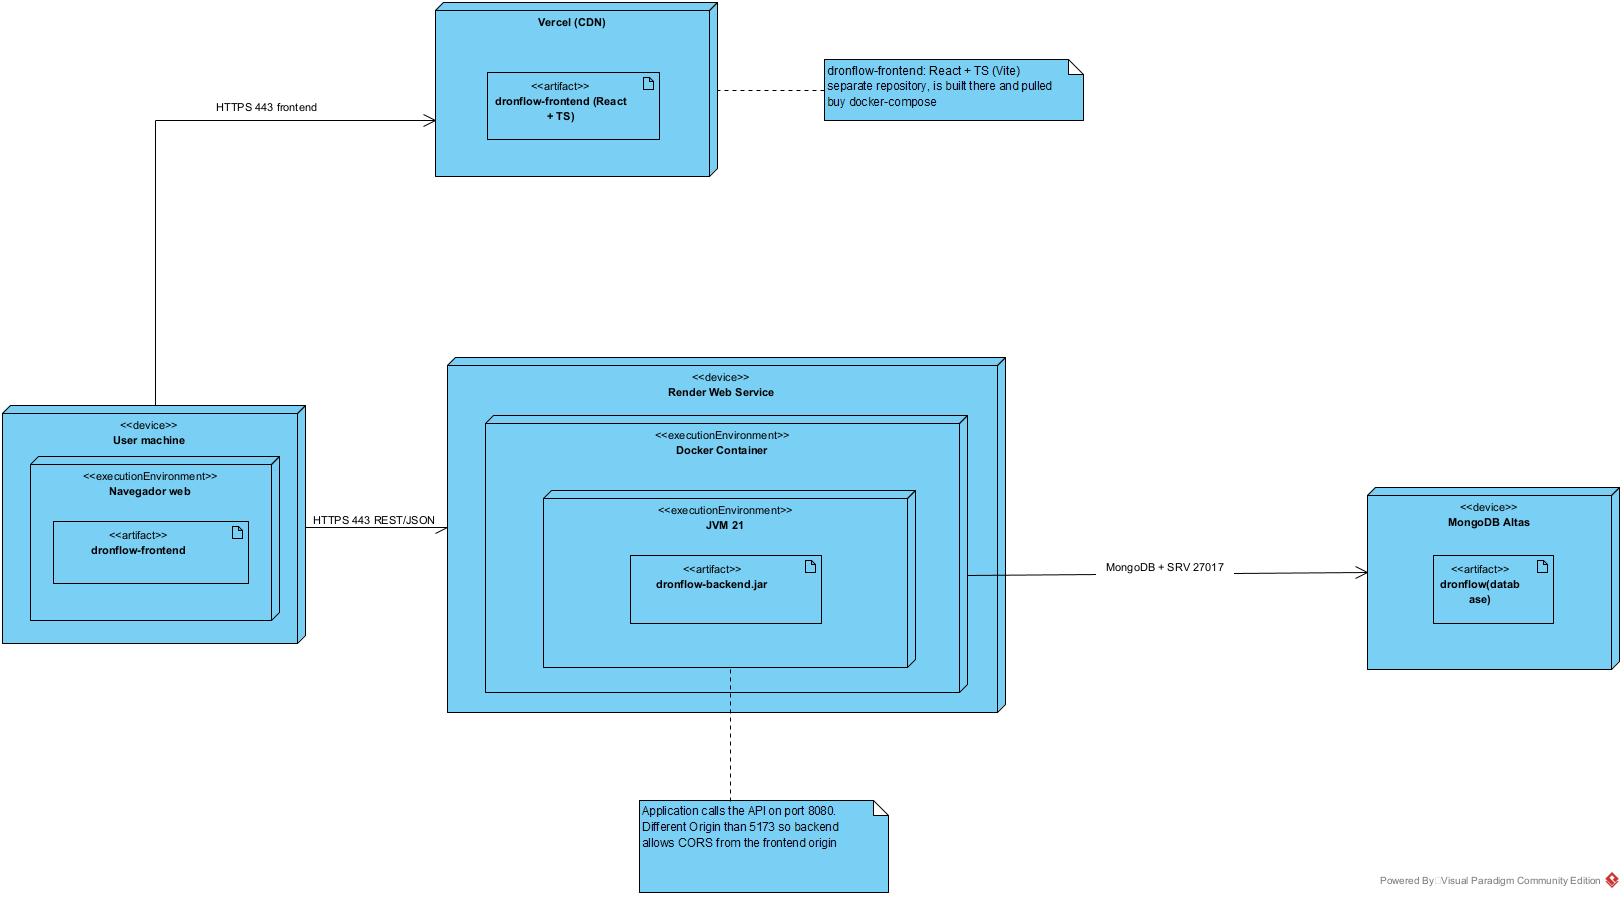 Vercel (CDN)
<<artifact>>
dronflow-frontend (React
+ TS)
dronflow-frontend: React + TS (Vite)
separate repository, is built there and pulled
buy docker-compose
HTTPS 443 frontend
<<device>>
User machine
<<executionEnvironment>>
Navegador web
<<artifact>>
dronflow-frontend
HTTPS 443 REST/JSON
<<device>>
Render Web Service
<<executionEnvironment>>
Docker Container
<<executionEnvironment>>
JVM 21
<<artifact>>
dronflow-backend.jar
MongoDB + SRV 27017
<<device>>
MongoDB Altas
<<artifact>>
dronflow(datab
ase)
Application calls the API on port 8080.
Different Origin than 5173 so backend
allows CORS from the frontend origin
Powered By Visual Paradigm Community Edition